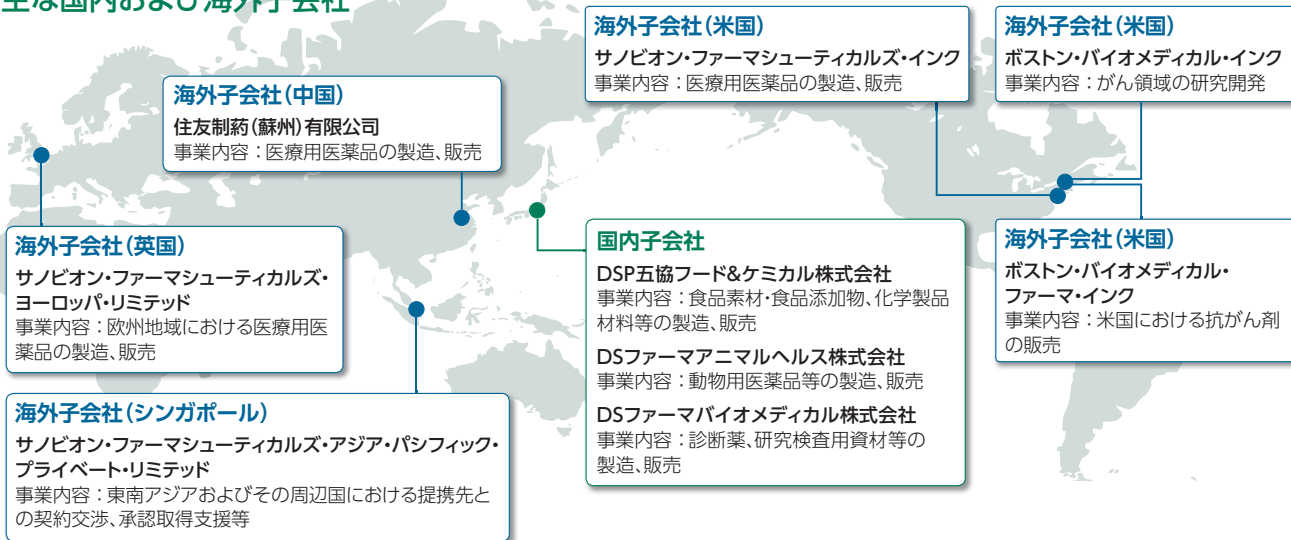 主な国内および海外子会社
海外子会社(中国)
住友制葯(蘇州)有限公司
事業内容：医療用医薬品の製造、販売
海外子会社(米国)
サノビオン・ファーマシューティカルズ・インク
事業内容：医療用医薬品の製造、販売
海外子会社(米国)
ボストン・バイオメディカル・インク
事業内容：がん領域の研究開発
海外子会社(英国)
サノビオン・ファーマシューティカルズ・
ヨーロッパ・リミテッド
事業内容：欧州地域における医療用医
薬品の製造、販売
国内子会社
DSP五協フード&ケミカル株式会社
事業内容：食品素材・食品添加物、化学製品
材料等の製造、販売
DSファーマアニマルヘルス株式会社
事業内容：動物用医薬品等の製造、販売
DSファーマバイオメディカル株式会社
事業内容：診断薬、研究検査用資材等の
製造、販売
海外子会社(米国)
ボストン・バイオメディカル・
ファーマ・インク
事業内容：米国における抗がん剤
の販売
海外子会社(シンガポール)
サノビオン・ファーマシューティカルズ・アジア・パシフィック・
プライベート・リミテッド
事業内容：東南アジアおよびその周辺国における提携先と
の契約交渉、承認取得支援等